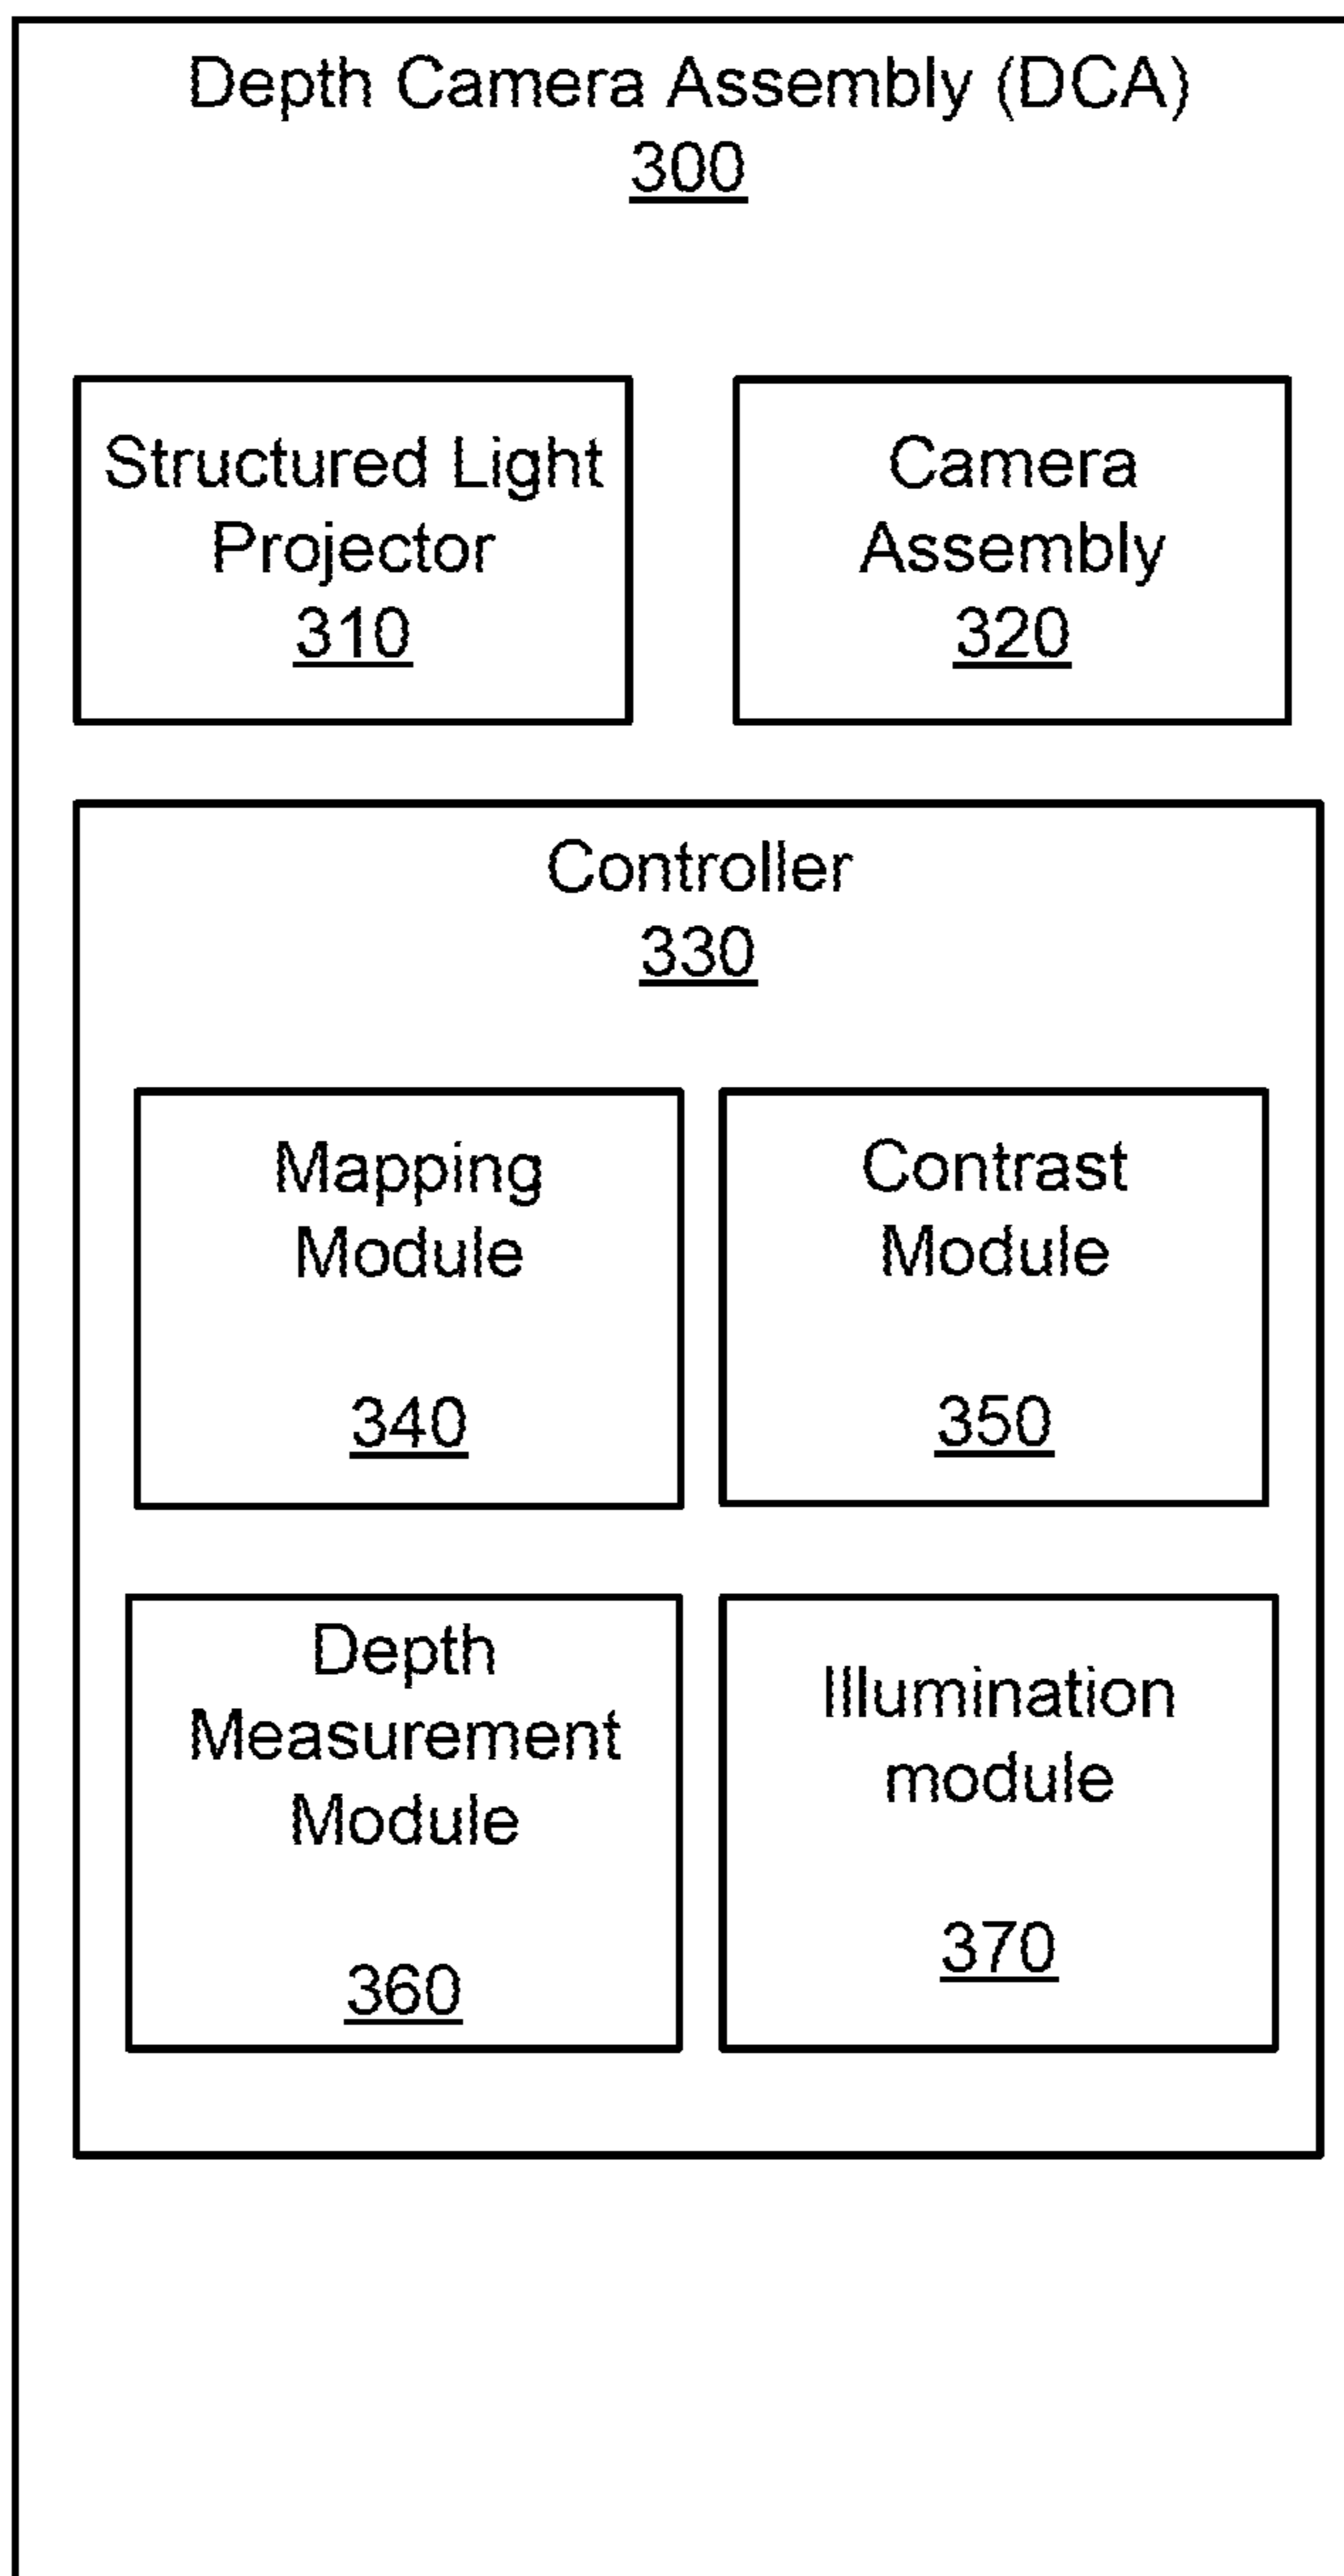 Depth Camera Assembly (DCA)
300
Structured Light
Projector
310
Camera
Assembly
320
Controller
330
Mapping
Module
340
Contrast
Module
350
Depth
Measurement
Module
360
Illumination
module
370